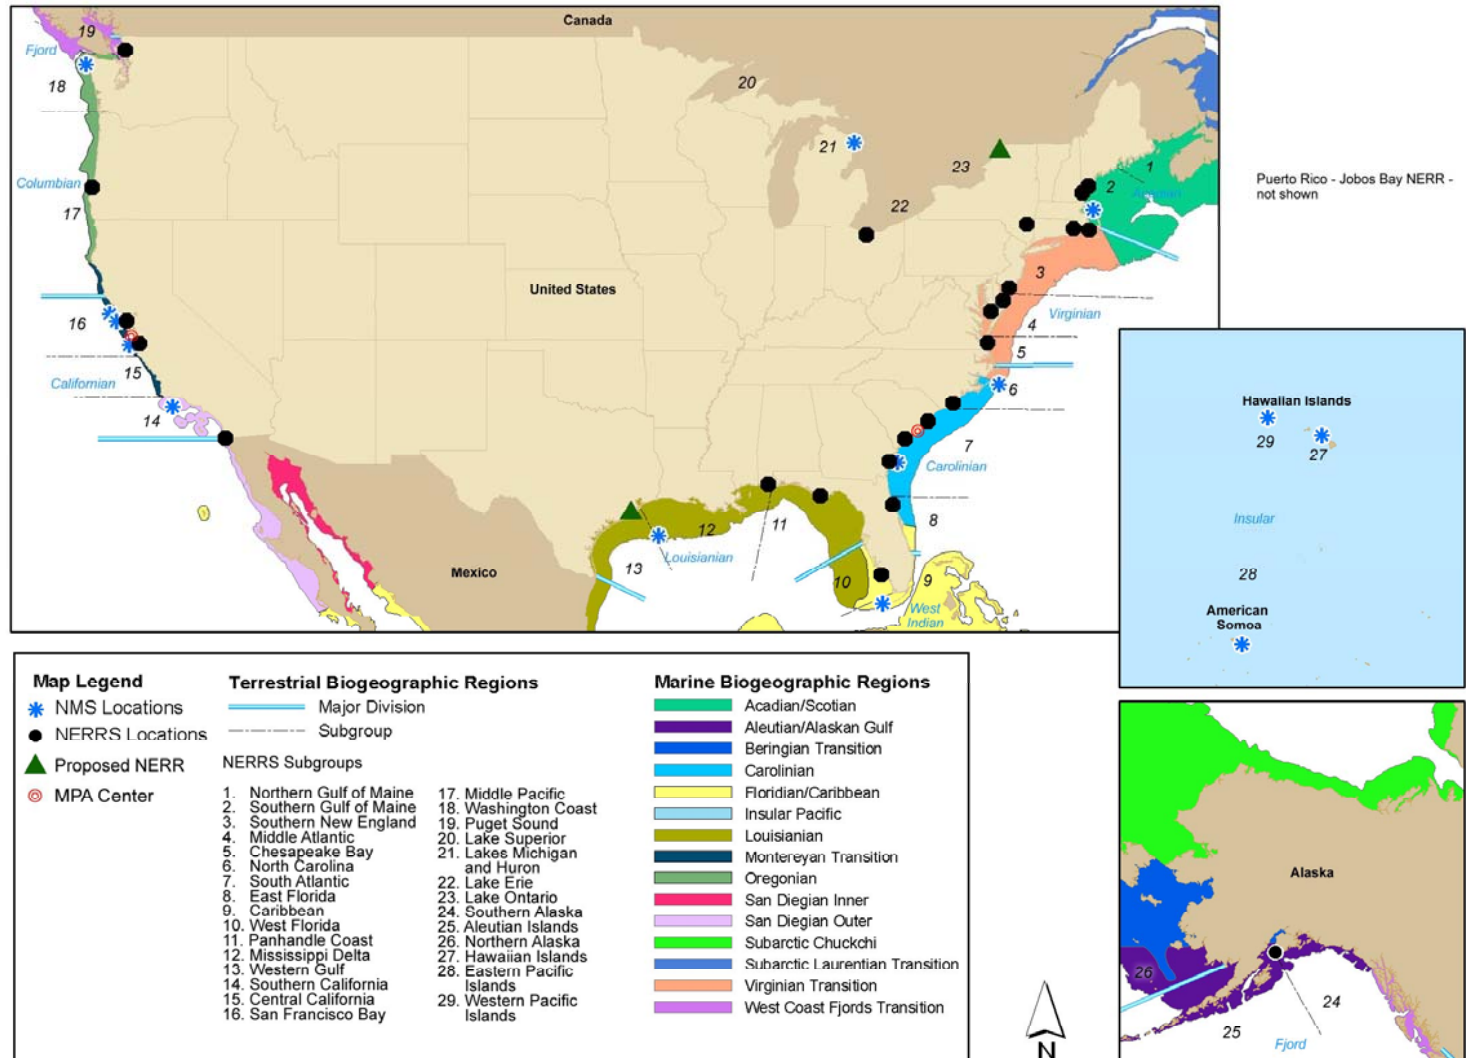 Canada
19
Fjord
18
20
21
23
1
2
Acadian
22
Columbian
17
3
United States
Virginian
4
16
5
15
6
Californian
14
7
Carolinian
8
11
12
Louisianian
13
Mexico
10
9
West
Indian
Puerto Rico - Jobos Bay NERR -
not shown
Hawaiian Islands
29
27
Insular
28
American
Somoa
Map Legend
NMS Locations
NERRS Locations
Proposed NERR
MPA Center
Terrestrial Biogeographic Regions
Major Division
Subgroup
NERRS Subgroups
1. Northern Gulf of Maine
2. Southern Gulf of Maine
3. Southern New England
4. Middle Atlantic
5. Chesapeake Bay
6. North Carolina
7. South Atlantic
8. East Florida
9. Caribbean
10. West Florida
11. Panhandle Coast
12. Mississippi Delta
13. Western Gulf
14. Southern California
15. Central California
16. San Francisco Bay
17. Middle Pacific
18. Washington Coast
19. Puget Sound
20. Lake Superior
21. Lakes Michigan
and Huron
22. Lake Erie
23. Lake Ontario
24. Southern Alaska
25. Aleutian Islands
26. Northern Alaska
27. Hawaiian Islands
28. Eastern Pacific
Islands
29. Western Pacific
Islands
Marine Biogeographic Regions
Acadian/Scotian
Aleutian/Alaskan Gulf
Beringian Transition
Carolinian
Floridian/Caribbean
Insular Pacific
Louisianian
Montereyan Transition
Oregonian
San Diegian Inner
San Diegian Outer
Subarctic Chuckchi
Subarctic Laurentian Transition
Virginian Transition
West Coast Fjords Transition
N
Alaska
26
24
25
Fjord